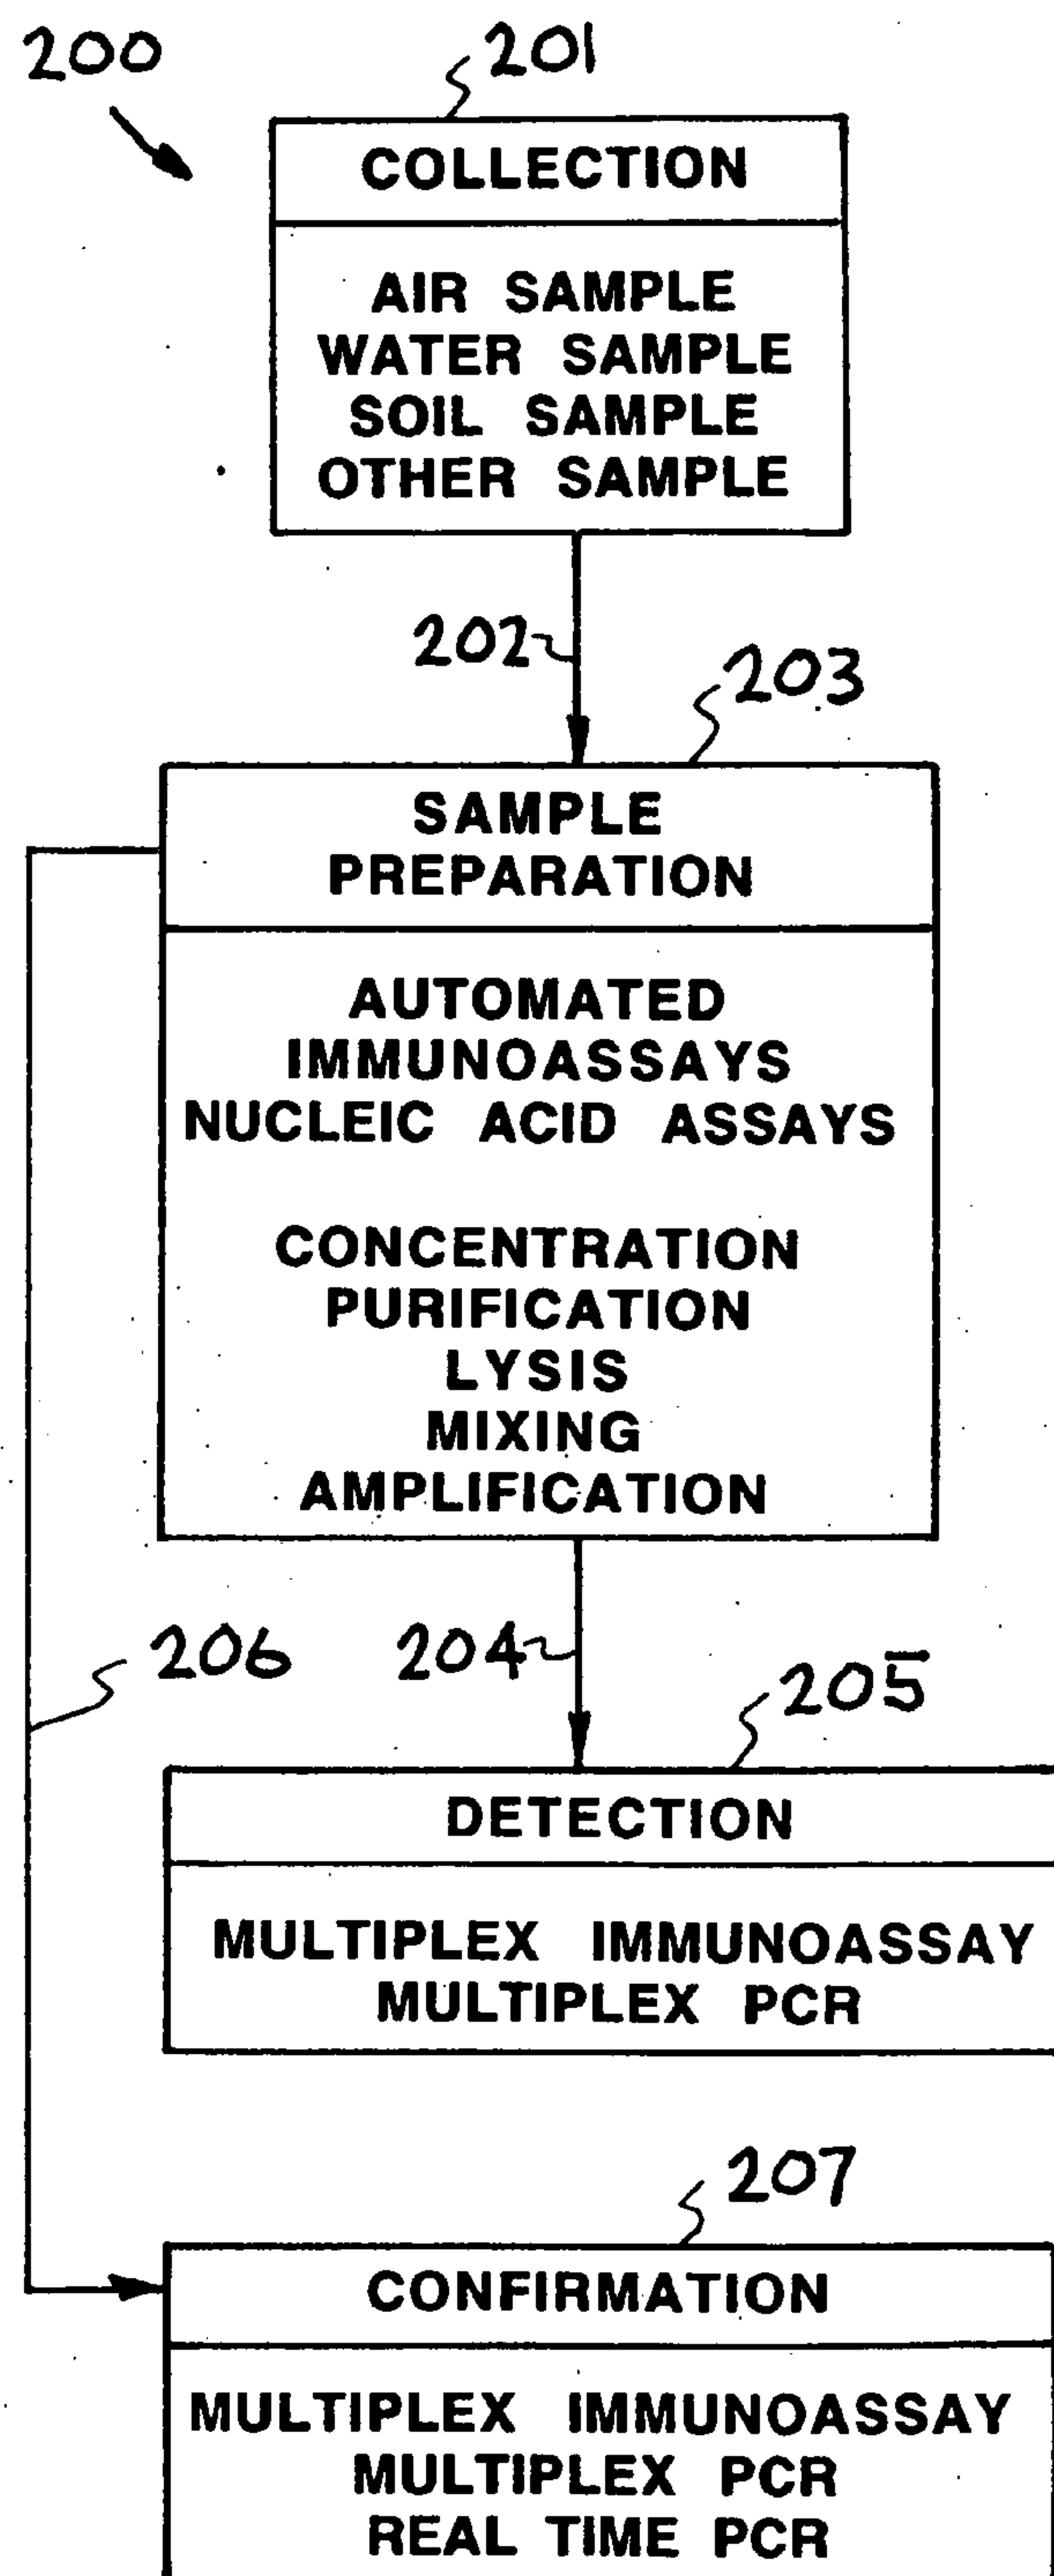 200
201
COLLECTION
AIR SAMPLE
WATER SAMPLE
SOIL SAMPLE
OTHER SAMPLE
202
203
SAMPLE
PREPARATION
AUTOMATED
IMMUNOASSAYS
NUCLEIC ACID ASSAYS
CONCENTRATION
PURIFICATION
LYSIS
MIXING
AMPLIFICATION
206
204
205
DETECTION
MULTIPLEX IMMUNOASSAY
MULTIPLEX PCR
207
CONFIRMATION
MULTIPLEX IMMUNOASSAY
MULTIPLEX PCR
REAL TIME PCR